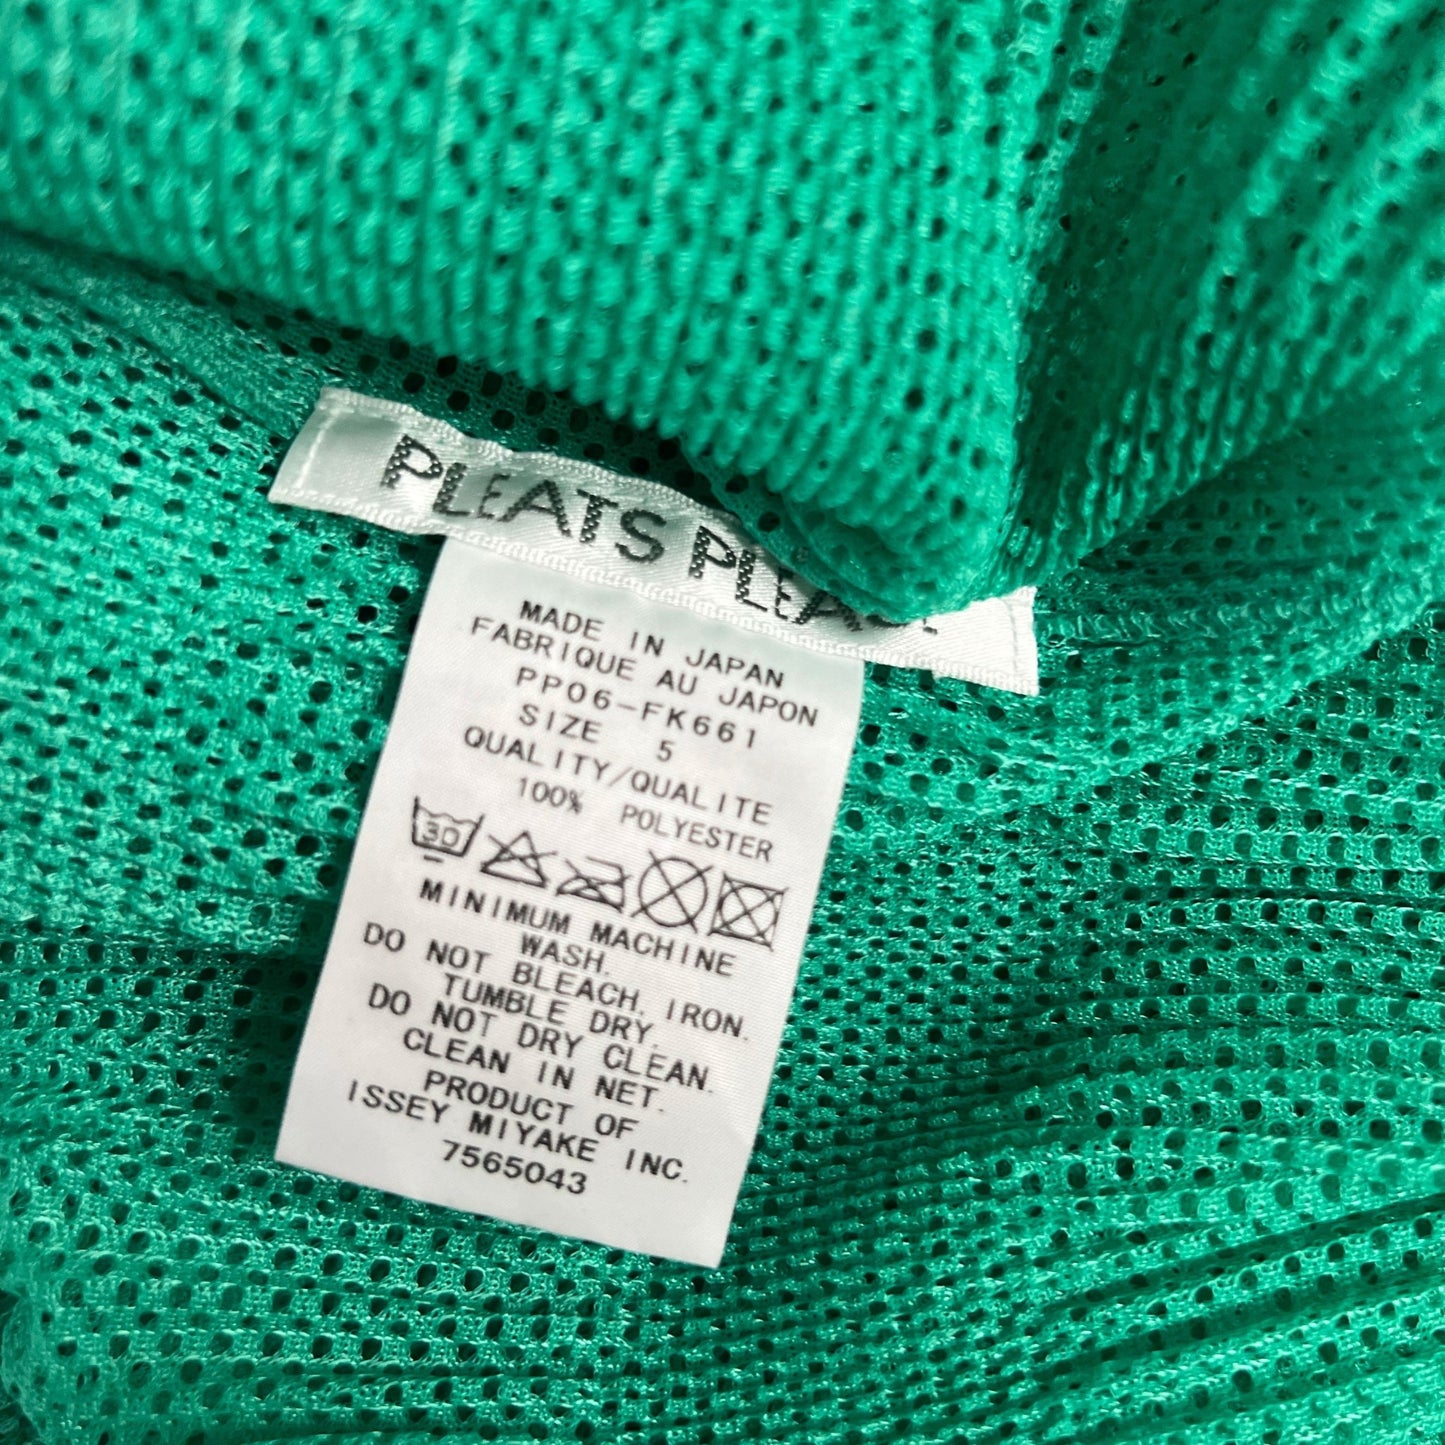 PLEATS PLEASE
MADE IN JAPAN
FABRIQUE AU JAPON
PP06-FK661
SIZE 5
QUALITY/QUALITE
100% POLYESTER
30
MINIMUM MACHINE
WASH.
DO NOT BLEACH, IRON.
TUMBLE DRY.
DO NOT DRY CLEAN.
CLEAN IN NET.
PRODUCT OF
ISSEY MIYAKE INC.
7565043